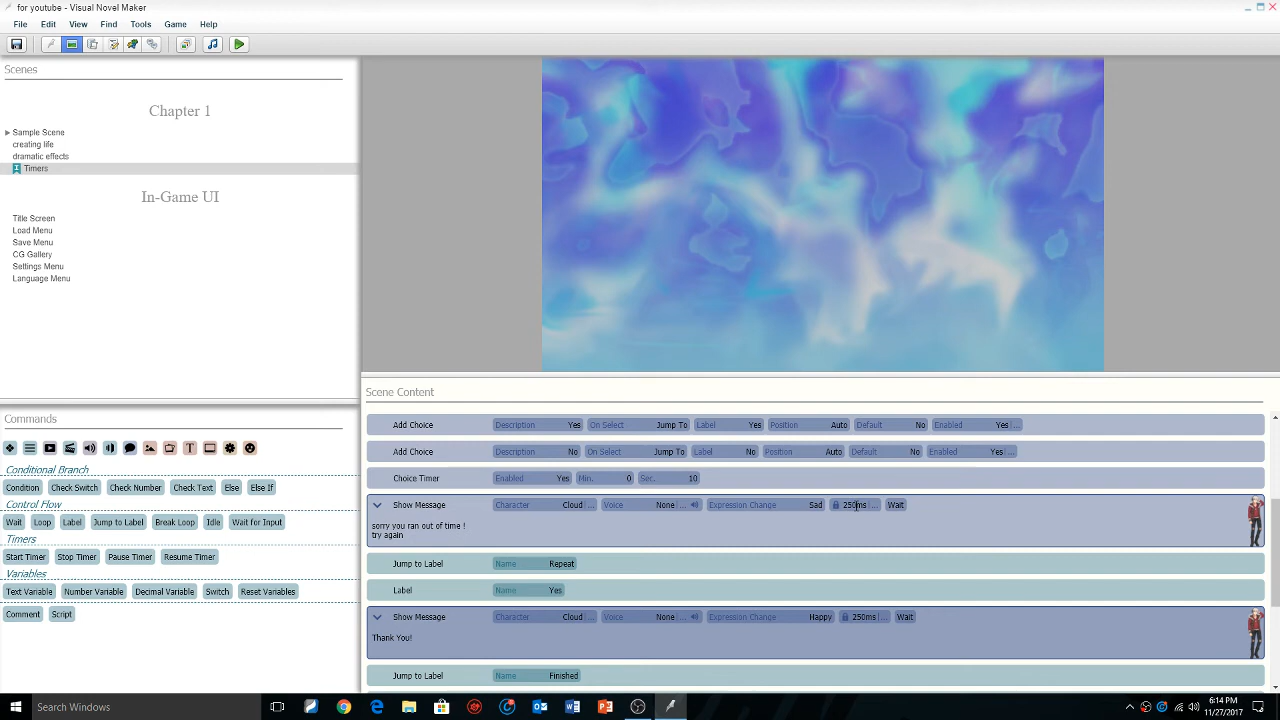 for youtube - Visual Novel Maker
File Edit View Find Tools Game Help
Scenes
Chapter 1
Sample Scene
creating life
dramatic effects
Timers
In-Game UI
Title Screen
Load Menu
Save Menu
CG Gallery
Settings Menu
Language Menu
Commands
Conditional Branch
Condition Check Switch Check Number Check Text Else Else If
Control Flow
Wait Loop Label Jump to Label Break Loop Idle Wait for Input
Timers
Start Timer Stop Timer Pause Timer Resume Timer
Variables
Text Variable Number Variable Decimal Variable Switch Reset Variables
Comment Script
Scene Content
Add Choice Description Yes On Select Jump To Label Yes Position Auto Default No Enabled Yes ...
Add Choice Description No On Select Jump To Label No Position Auto Default No Enabled Yes ...
Choice Timer Enabled Yes Min. 0 Sec. 10
Show Message Character Cloud ... Voice None ... Expression Change Sad 250ms ... Wait
sorry you ran out of time !
try again
Jump to Label Name Repeat
Label Name Yes
Show Message Character Cloud ... Voice None ... Expression Change Happy 250ms ... Wait
Thank You!
Jump to Label Name Finished
Search Windows
6:14 PM
11/27/2017